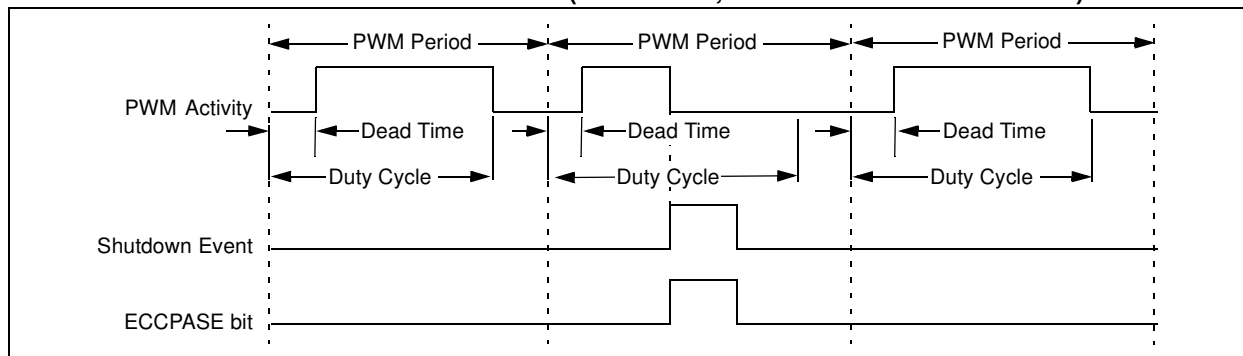 PWM Period PWM Period PWM Period
PWM Activity
Dead Time Dead Time Dead Time
Duty Cycle Duty Cycle Duty Cycle
Shutdown Event
ECCPASE bit